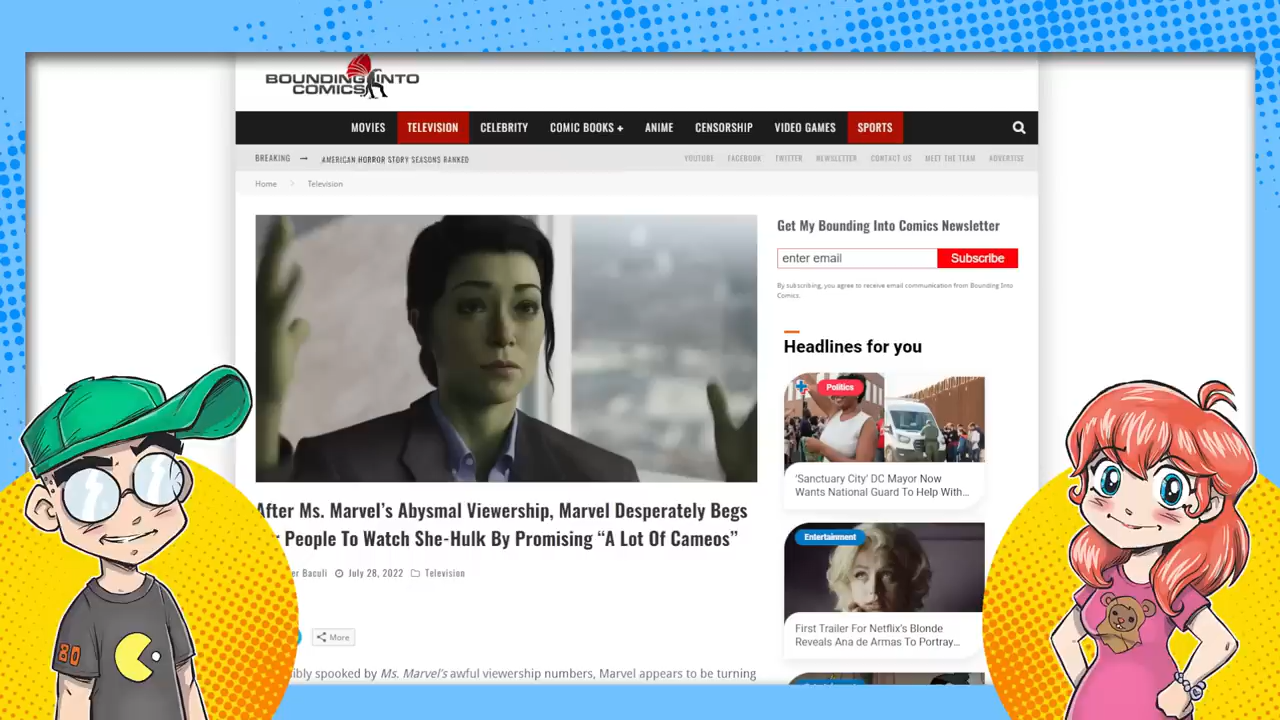 BOUNDING INTO
COMICS
MOVIES TELEVISION CELEBRITY COMIC BOOKS + ANIME CENSORSHIP VIDEO GAMES SPORTS
BREAKING → AMERICAN HORROR STORY SEASONS RANKED YOUTUBE FACEBOOK TWITTER NEWSLETTER CONTACT US MEET THE TEAM ADVERTISE
Home > Television
Get My Bounding Into Comics Newsletter
enter email Subscribe
By subscribing, you agree to receive email communication from Bounding Into
Comics.
Headlines for you
Politics
'Sanctuary City' DC Mayor Now
Wants National Guard To Help With...
Entertainment
First Trailer For Netflix's Blonde
Reveals Ana de Armas To Portray...
After Ms. Marvel's Abysmal Viewership, Marvel Desperately Begs
People To Watch She-Hulk By Promising “A Lot Of Cameos”
er Baculi July 28, 2022 Television
More
ibly spooked by Ms. Marvel's awful viewership numbers, Marvel appears to be turning
80